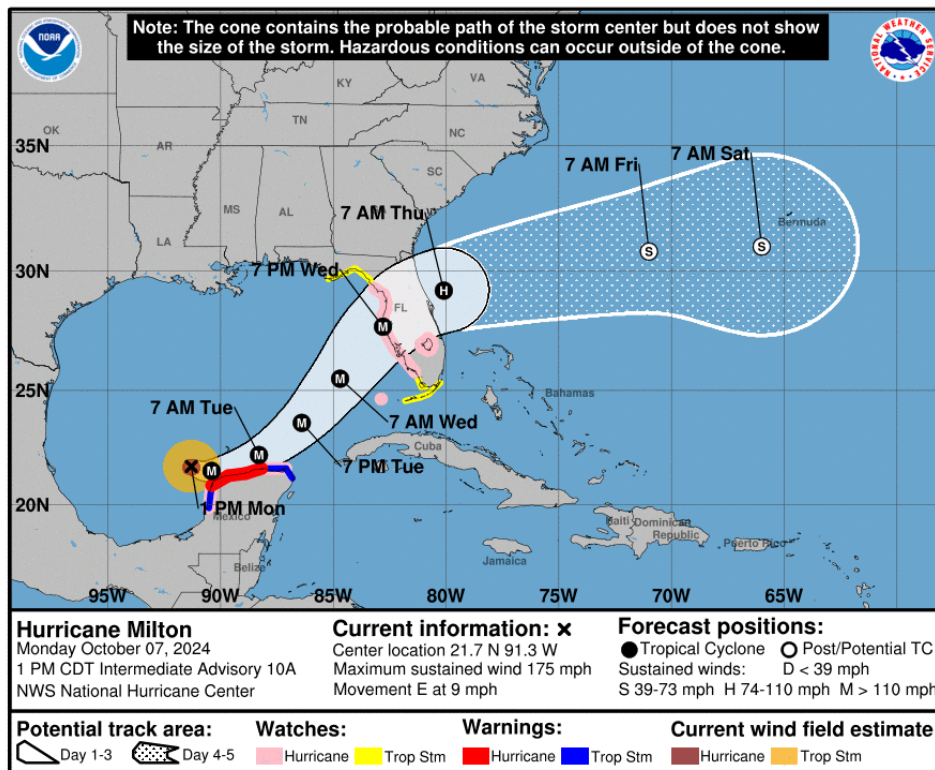 Note: The cone contains the probable path of the storm center but does not show
the size of the storm. Hazardous conditions can occur outside of the cone.
NOAA
NATIONAL WEATHER SERVICE
KY
VA
OK
TN
NC
AR
35N
SC
7 AM Fri
7 AM Sat
MS
AL
7 AM Thu
Bermuda
LA
S
S
30N
7 PM Wed
H
FL
M
25N
M
7 AM Wed
Bahamas
7 AM Tue
M
Cuba
M
M
7 PM Tue
20N
1 PM Mon
Mexico
Haiti
Dominican
Republic
Puerto Rico
Jamaica
Belize
95W
90W
85W
80W
75W
70W
65W
Hurricane Milton
Monday October 07, 2024
1 PM CDT Intermediate Advisory 10A
NWS National Hurricane Center
Current information: ×
Center location 21.7 N 91.3 W
Maximum sustained wind 175 mph
Movement E at 9 mph
Forecast positions:
● Tropical Cyclone ○ Post/Potential TC
Sustained winds: D < 39 mph
S 39-73 mph H 74-110 mph M > 110 mph
Potential track area:
Day 1-3 Day 4-5
Watches:
Hurricane Trop Stm
Warnings:
Hurricane Trop Stm
Current wind field estimate
Hurricane Trop Stm